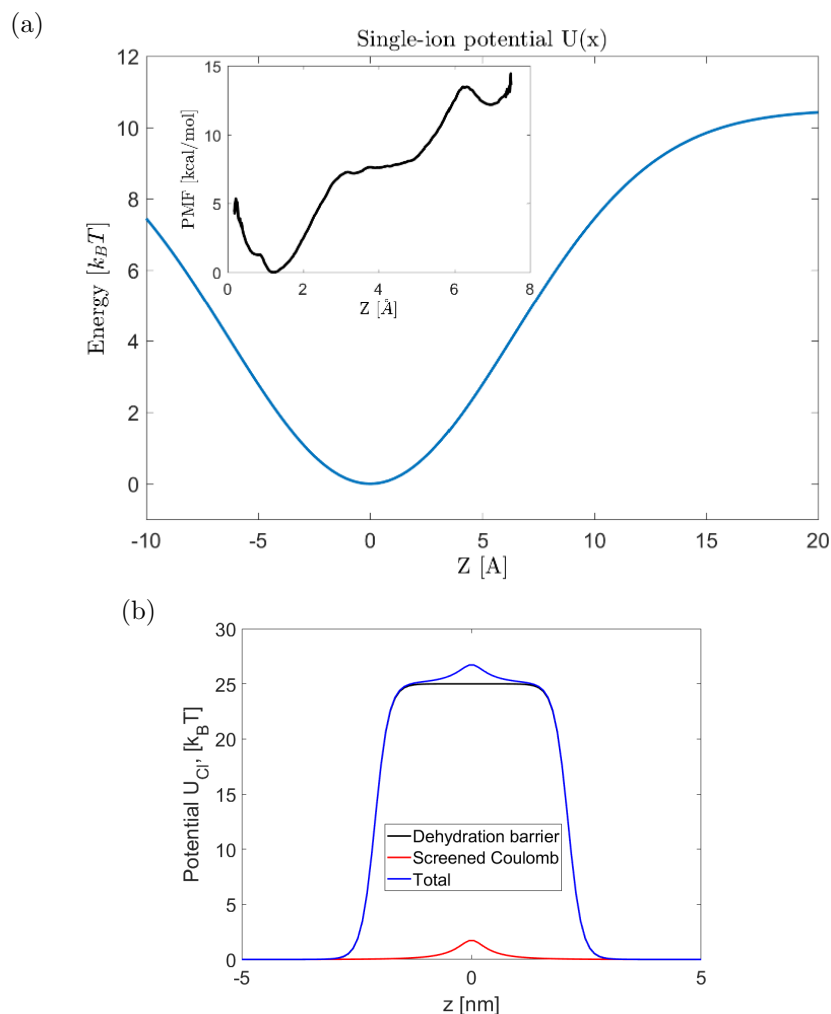 (a)
Single-ion potential U(x)
12
10
8
6
4
2
0
Energy [k_BT]
-10
-5
0
5
10
15
20
Z [A]
15
10
5
0
PMF [kcal/mol]
0
2
4
6
8
Z [Å]
(b)
30
25
20
15
10
5
0
Potential U_Cl, [k_BT]
Dehydration barrier
Screened Coulomb
Total
-5
0
5
z [nm]